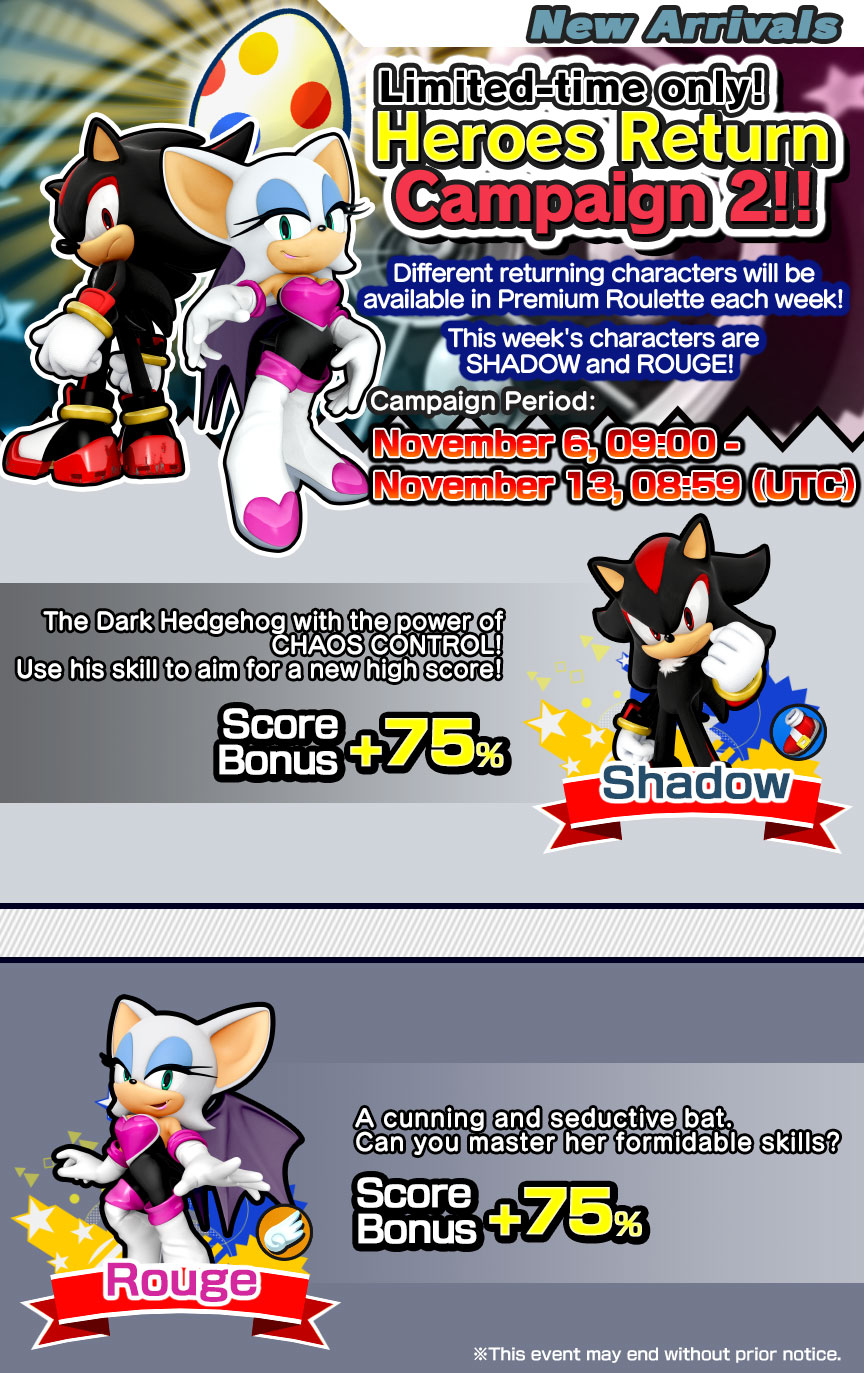 New Arrivals
Limited-time only!
Heroes Return
Campaign 2!!
Different returning characters will be
available in Premium Roulette each week!
This week's characters are
SHADOW and ROUGE!
Campaign Period:
November 6, 09:00 -
November 13, 08:59 (UTC)
The Dark Hedgehog with the power of
CHAOS CONTROL!
Use his skill to aim for a new high score!
Score
Bonus +75%
Shadow
A cunning and seductive bat.
Can you master her formidable skills?
Score
Bonus +75%
Rouge
※This event may end without prior notice.